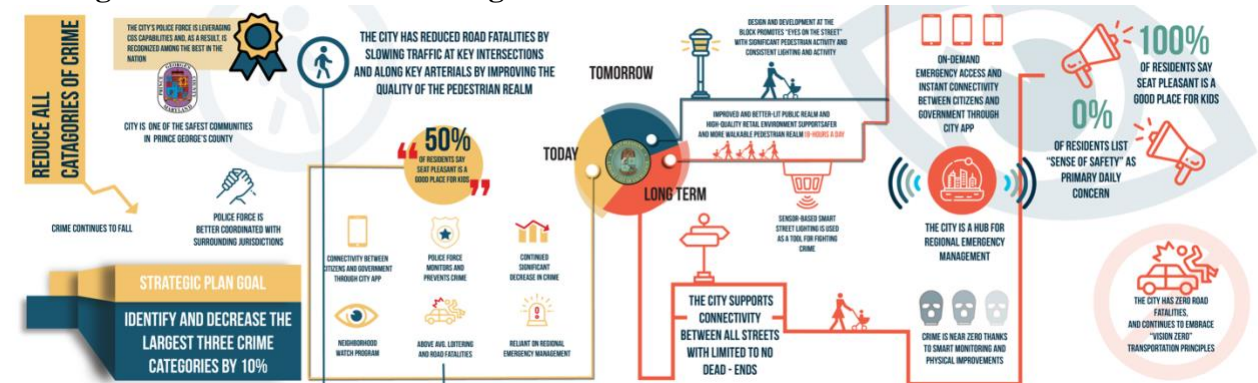 REDUCE ALL
CATAGORIES OF CRIME
THE CITY'S POLICE FORCE IS LEVERAGING
CGS CAPABILITIES AND, AS A RESULT, IS
RECOGNIZED AMONG THE BEST IN THE
NATION
CITY IS ONE OF THE SAFEST COMMUNITIES
IN PRINCE GEORGE'S COUNTY
CRIME CONTINUES TO FALL
POLICE FORCE IS
BETTER COORDINATED WITH
SURROUNDING JURISDICTIONS
STRATEGIC PLAN GOAL
IDENTIFY AND DECREASE THE
LARGEST THREE CRIME
CATEGORIES BY 10%
THE CITY HAS REDUCED ROAD FATALITIES BY
SLOWING TRAFFIC AT KEY INTERSECTIONS
AND ALONG KEY ARTERIALS BY IMPROVING THE
QUALITY OF THE PEDESTRIAN REALM
50%
OF RESIDENTS SAY
SEAT PLEASANT IS A
GOOD PLACE FOR KIDS
CONNECTIVITY BETWEEN
CITIZENS AND GOVERNMENT
THROUGH CITY APP
POLICE FORCE
MONITORS AND
PREVENTS CRIME
CONTINUED
SIGNIFICANT
DECREASE IN CRIME
NEIGHBORHOOD
WATCH PROGRAM
ABOVE AVG. LOITERING
AND ROAD FATALITIES
RELIANT ON REGIONAL
EMERGENCY MANAGEMENT
TOMORROW
TODAY
LONG TERM
DESIGN AND DEVELOPMENT AT THE
BLOCK PROMOTES "EYES ON THE STREET"
WITH SIGNIFICANT PEDESTRIAN ACTIVITY AND
CONSISTENT LIGHTING AND ACTIVITY
IMPROVED AND BETTER-LIT PUBLIC REALM AND
HIGH-QUALITY RETAIL ENVIRONMENT SUPPORTSAFER
AND MORE WALKABLE PEDESTRIAN REALM 18-HOURS A DAY
SENSOR-BASED SMART
STREET LIGHTING IS USED
AS A TOOL FOR FIGHTING
CRIME
THE CITY SUPPORTS
CONNECTIVITY
BETWEEN ALL STREETS
WITH LIMITED TO NO
DEAD - ENDS
ON-DEMAND
EMERGENCY ACCESS AND
INSTANT CONNECTIVITY
BETWEEN CITIZENS AND
GOVERNMENT THROUGH
CITY APP
THE CITY IS A HUB FOR
REGIONAL EMERGENCY
MANAGEMENT
CRIME IS NEAR ZERO THANKS
TO SMART MONITORING AND
PHYSICAL IMPROVEMENTS
100%
OF RESIDENTS SAY
SEAT PLEASANT IS A
GOOD PLACE FOR KIDS
0%
OF RESIDENTS LIST
"SENSE OF SAFETY" AS
PRIMARY DAILY
CONCERN
THE CITY HAS ZERO ROAD
FATALITIES,
AND CONTINUES TO EMBRACE
"VISION ZERO"
TRANSPORTATION PRINCIPLES